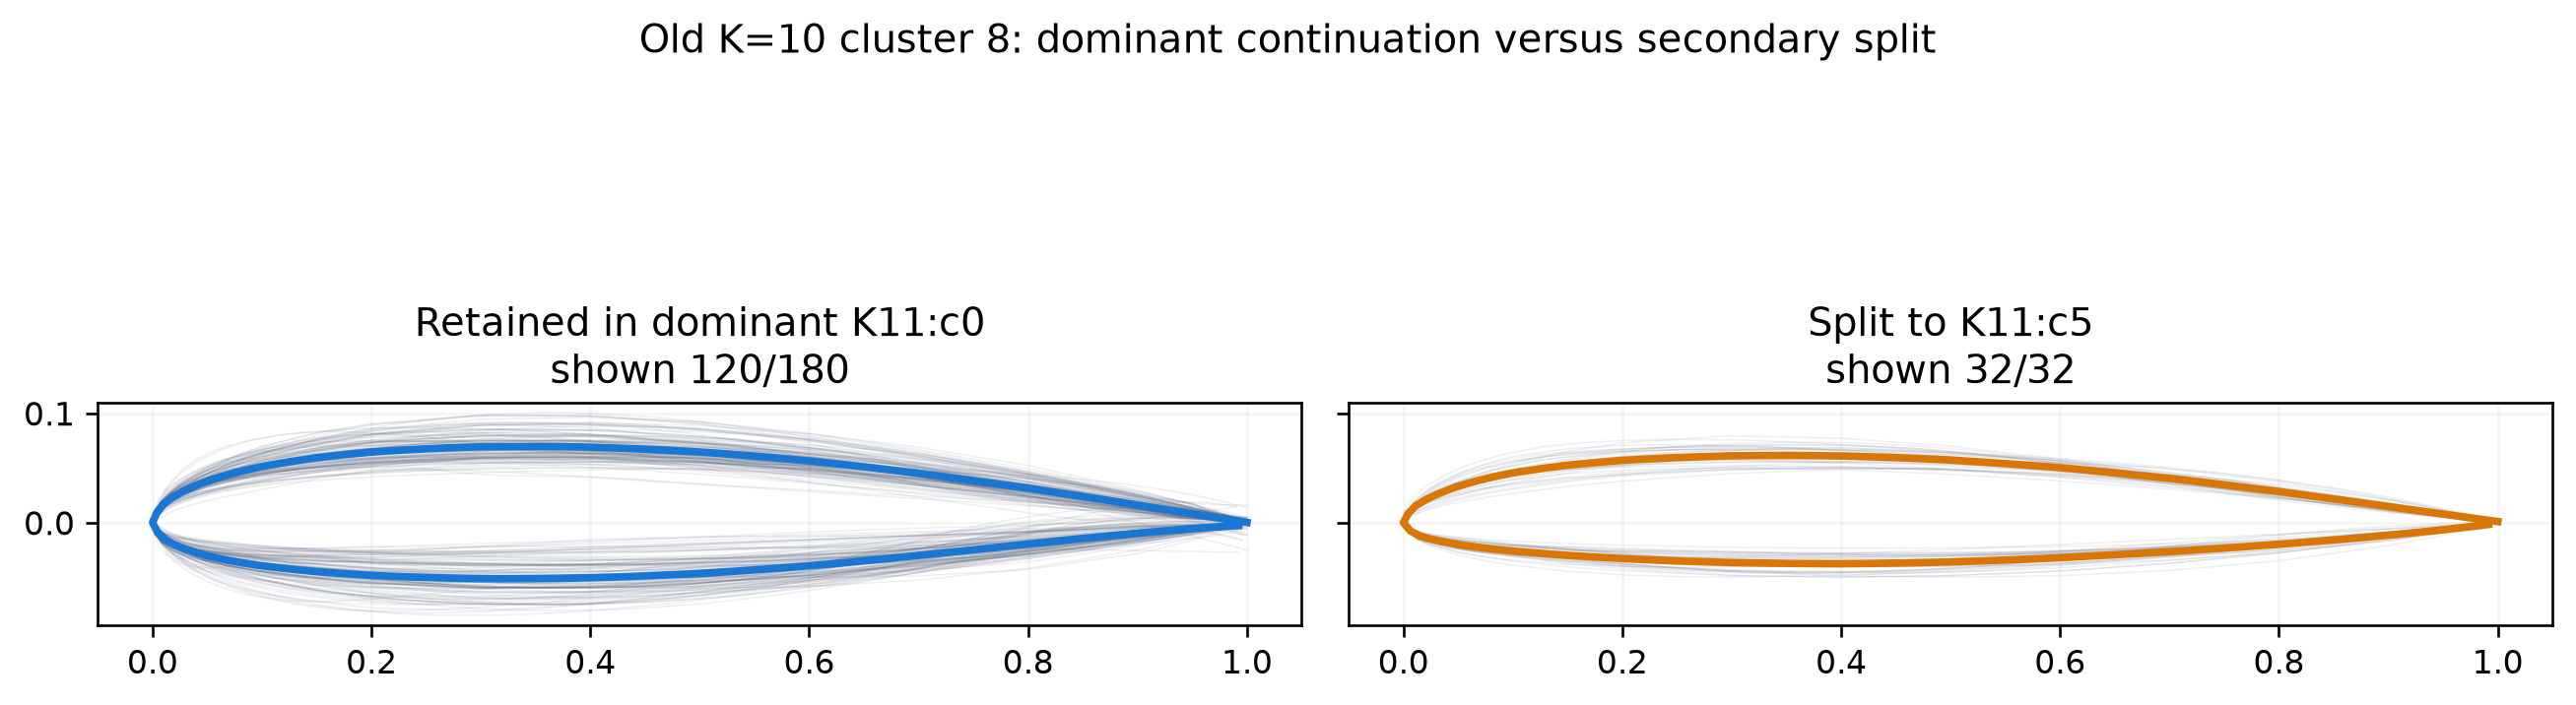 Old K=10 cluster 8: dominant continuation versus secondary split
Retained in dominant K11:c0
shown 120/180
Split to K11:c5
shown 32/32
0.1
0.0
0.0 0.2 0.4 0.6 0.8 1.0
0.0 0.2 0.4 0.6 0.8 1.0